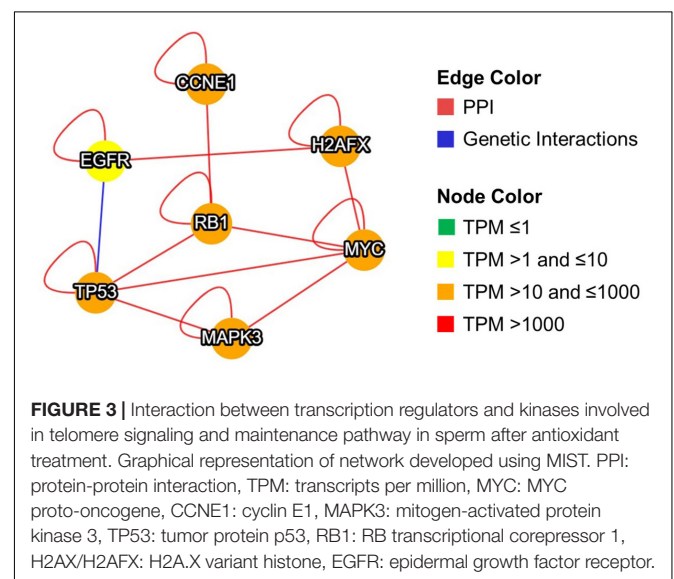 CCNE1
H2AFX
EGFR
RB1
MYC
TP53
MAPK3
Edge Color
PPI
Genetic Interactions
Node Color
TPM ≤1
TPM >1 and ≤10
TPM >10 and ≤1000
TPM >1000
FIGURE 3 | Interaction between transcription regulators and kinases involved
in telomere signaling and maintenance pathway in sperm after antioxidant
treatment. Graphical representation of network developed using MIST. PPI:
protein-protein interaction, TPM: transcripts per million, MYC: MYC
proto-oncogene, CCNE1: cyclin E1, MAPK3: mitogen-activated protein
kinase 3, TP53: tumor protein p53, RB1: RB transcriptional corepressor 1,
H2AX/H2AFX: H2A.X variant histone, EGFR: epidermal growth factor receptor.